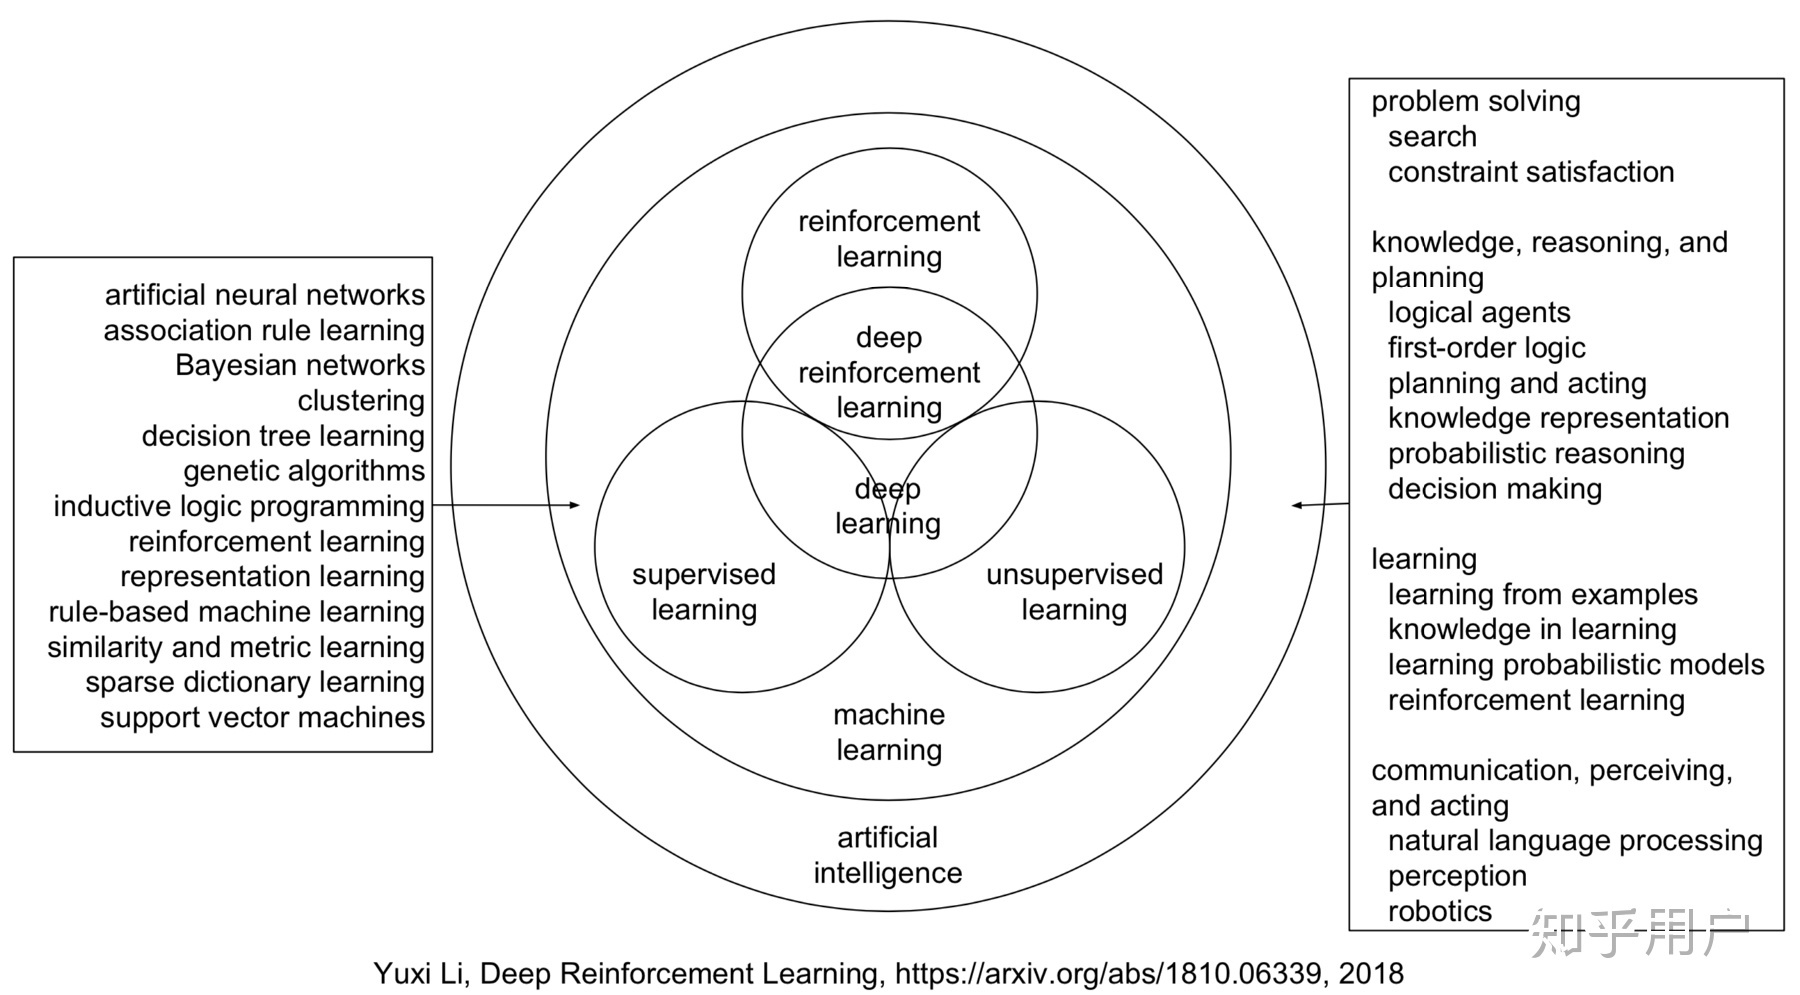 artificial neural networks
association rule learning
Bayesian networks
clustering
decision tree learning
genetic algorithms
inductive logic programming
reinforcement learning
representation learning
rule-based machine learning
similarity and metric learning
sparse dictionary learning
support vector machines
reinforcement
learning
deep
reinforcement
learning
deep
learning
supervised
learning
unsupervised
learning
machine
learning
artificial
intelligence
problem solving
search
constraint satisfaction
knowledge, reasoning, and
planning
logical agents
first-order logic
planning and acting
knowledge representation
probabilistic reasoning
decision making
learning
learning from examples
knowledge in learning
learning probabilistic models
reinforcement learning
communication, perceiving,
and acting
natural language processing
perception
robotics
知乎用户
Yuxi Li, Deep Reinforcement Learning, https://arxiv.org/abs/1810.06339, 2018